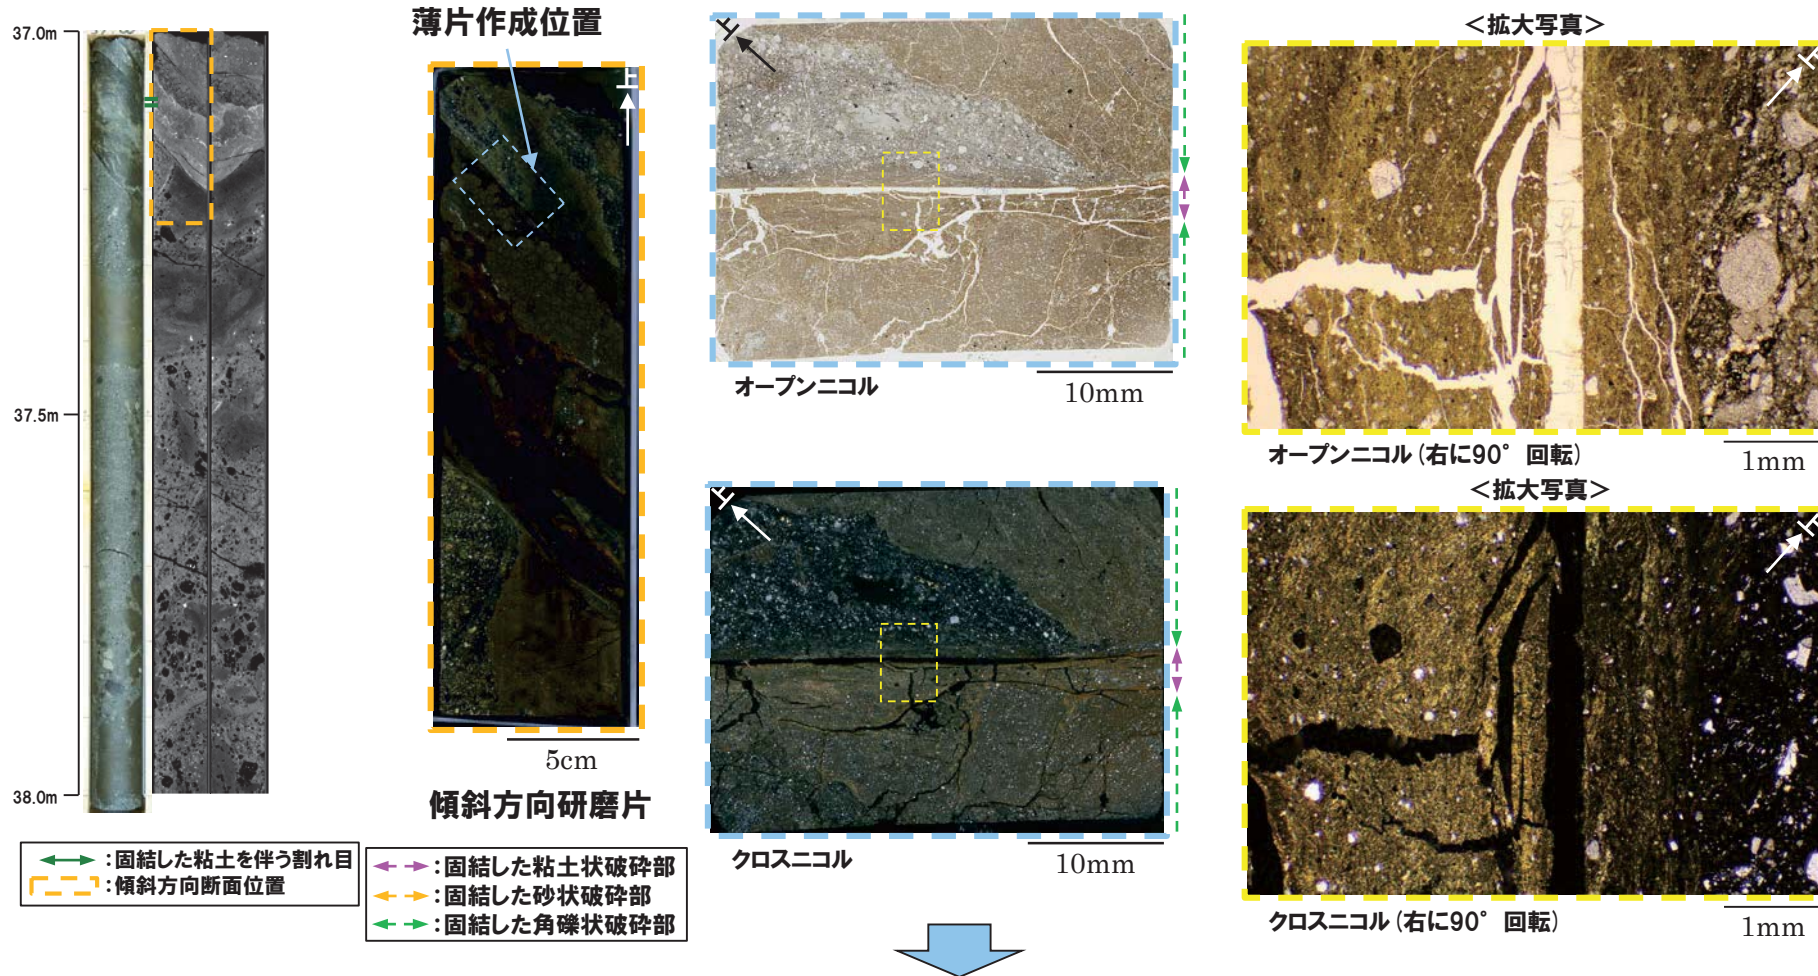 37.0m
37.5m
38.0m
:固結した粘土を伴う割れ目
:傾斜方向断面位置
薄片作成位置
上
5cm
傾斜方向研磨片
:固結した粘土状破砕部
:固結した砂状破砕部
:固結した角礫状破砕部
上
オープンニコル
10mm
上
クロスニコル
10mm
<拡大写真>
上
オープンニコル (右に90° 回転)
1mm
<拡大写真>
上
クロスニコル (右に90° 回転)
1mm